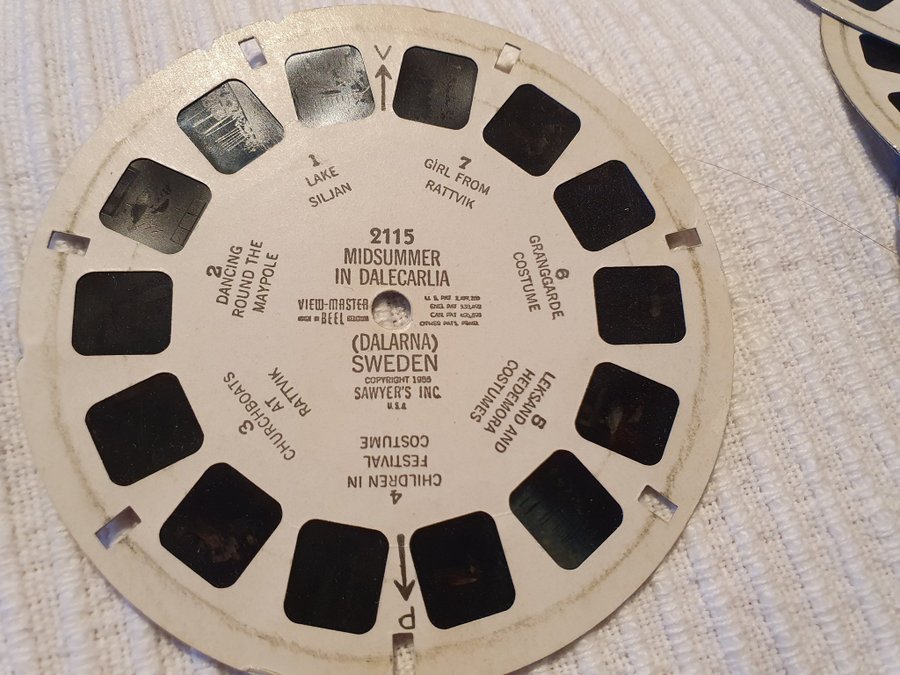 V
1
LAKE
SILJAN
7
GIRL FROM
RATTVIK
2115
MIDSUMMER
IN DALECARLIA
VIEW-MASTER
REEL
(DALARNA)
SWEDEN
COPYRIGHT 1955
SAWYER'S INC.
U.S.A
2
DANCING
ROUND THE
MAYPOLE
6
GRANGGARDE
COSTUME
3
CHURCHBOATS
AT
RATTVIK
5
LEKSAND AND
HEDEMORA
COSTUMES
4
CHILDREN IN
FESTIVAL
COSTUME
P